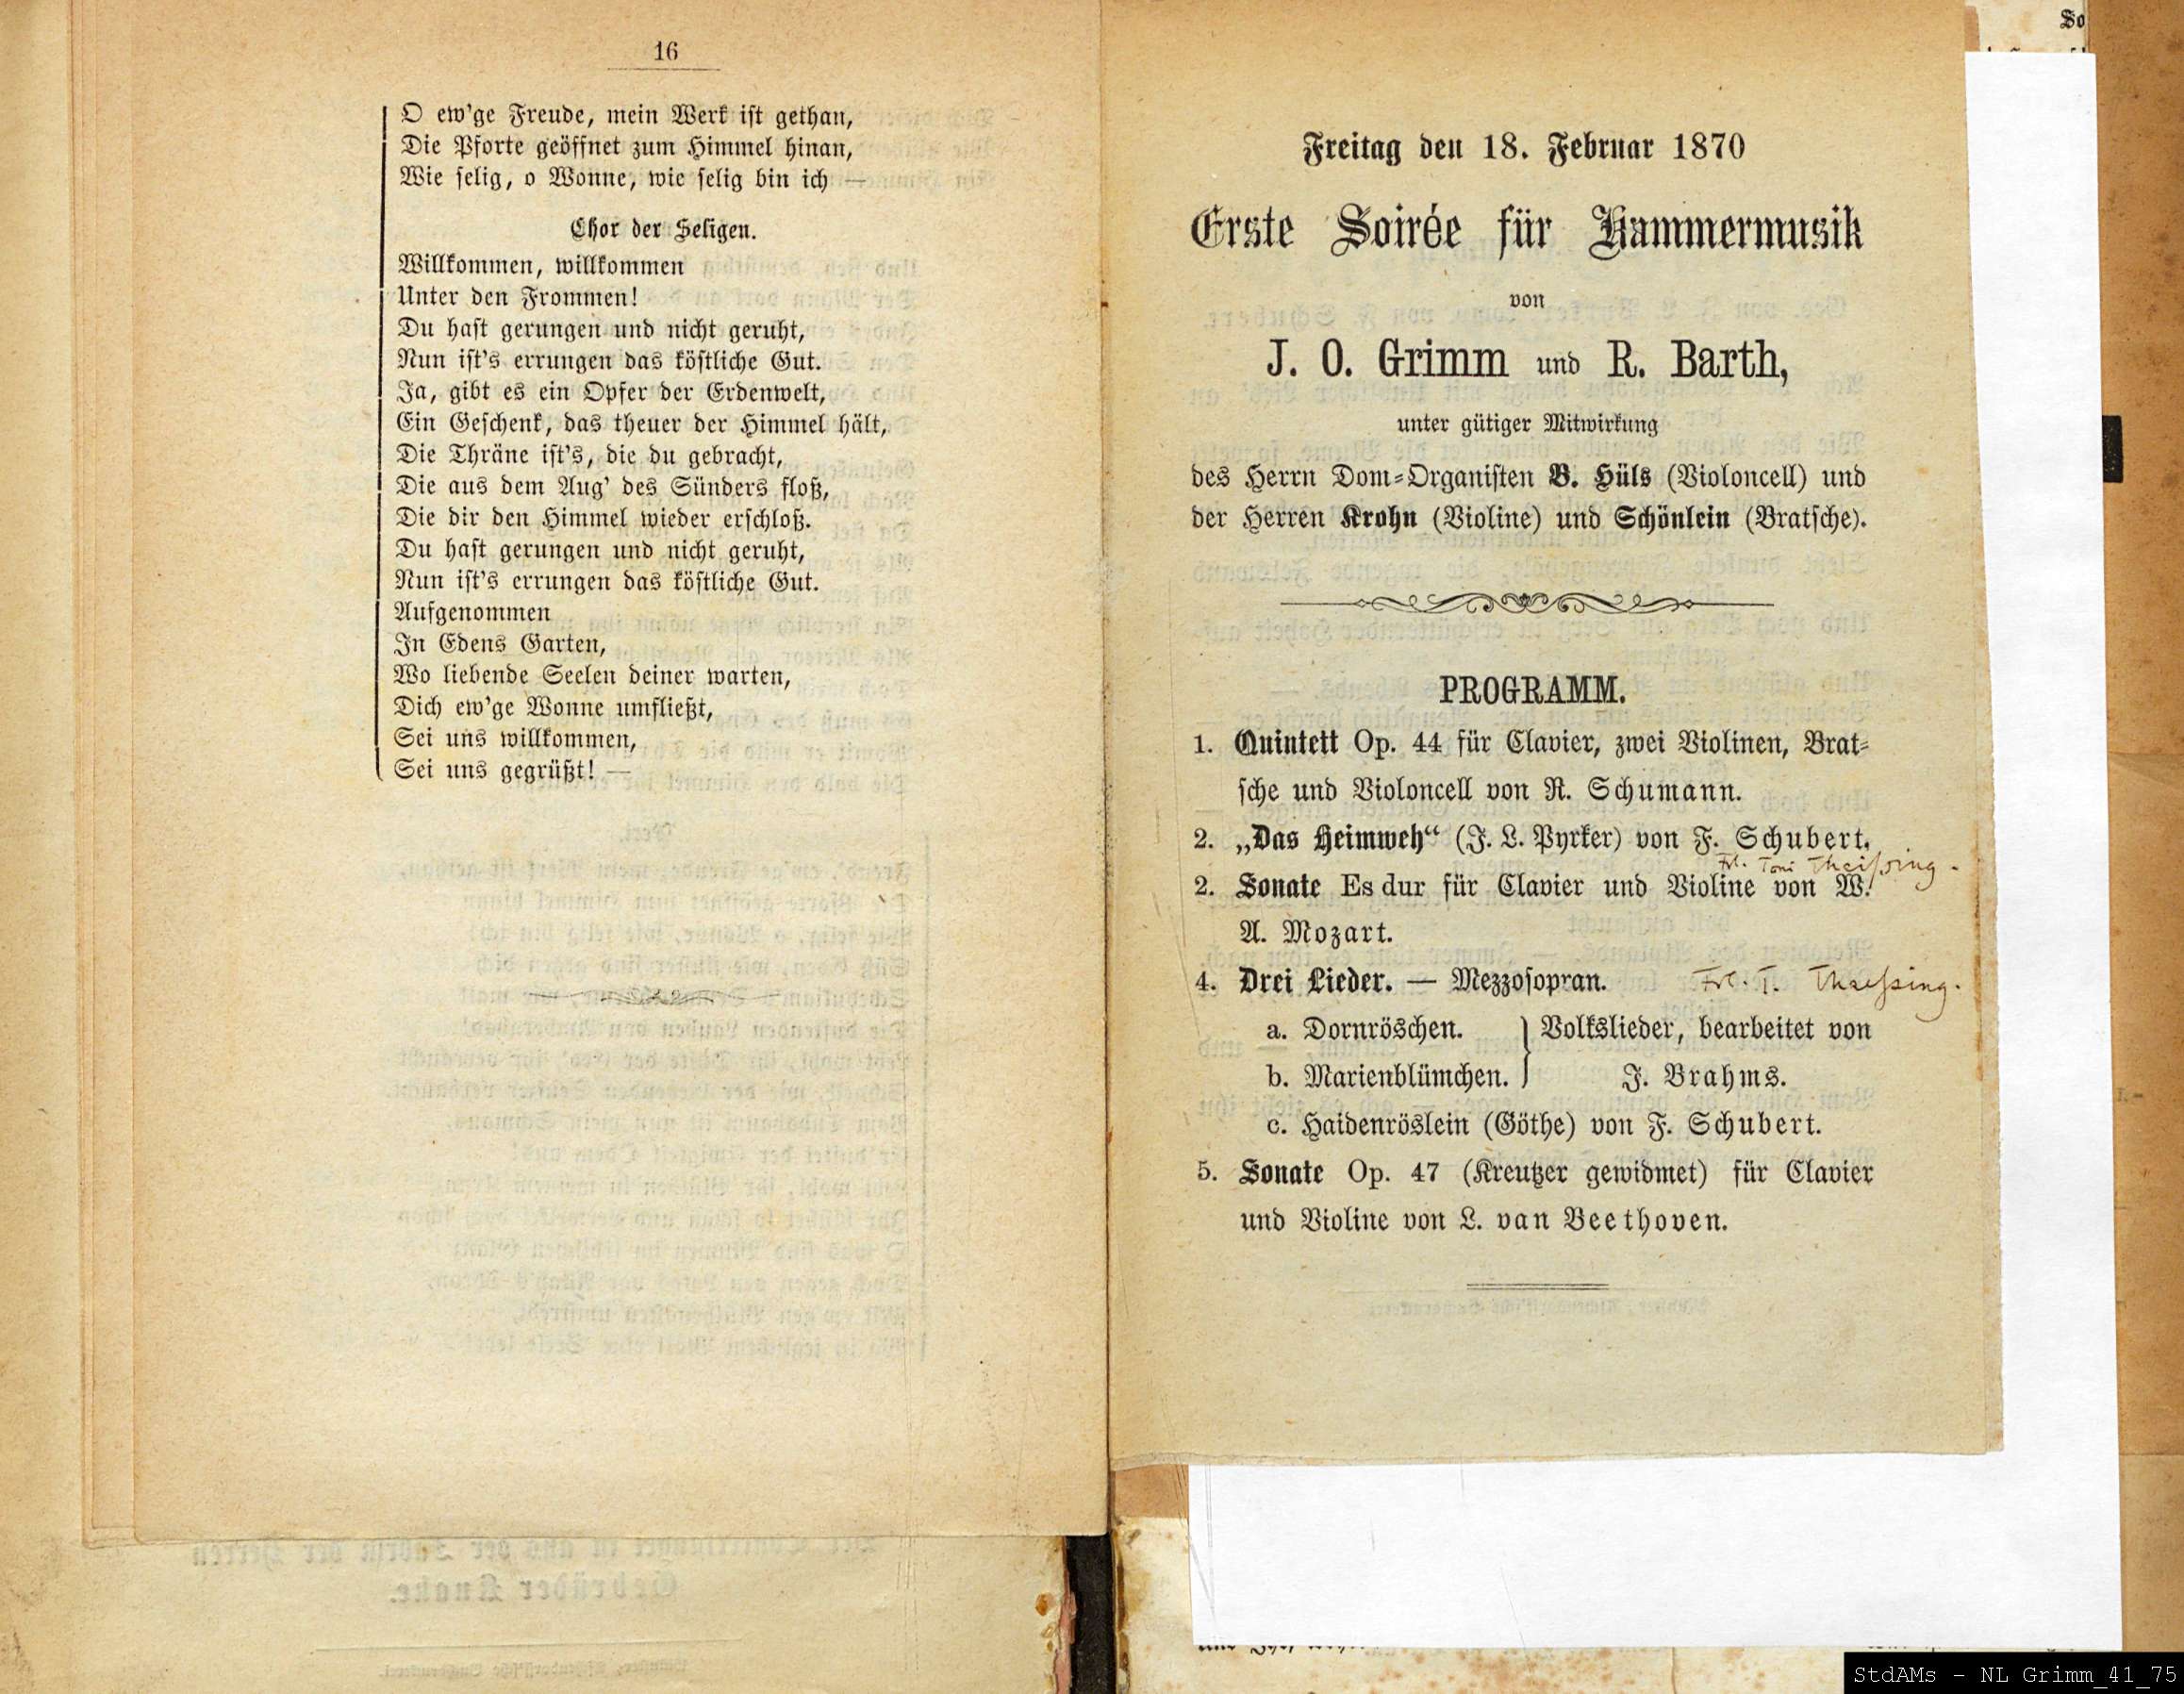 16
O ew'ge Freude, mein Werk ist gethan,
Die Pforte geöffnet zum Himmel hinan,
Wie selig, o Wonne, wie selig bin ich —
Chor der Seligen.
Willkommen, willkommen
Unter den Frommen!
Du hast gerungen und nicht geruht,
Nun ist's errungen das köstliche Gut.
Ja, gibt es ein Opfer der Erdenwelt,
Ein Geschenk, das theuer der Himmel hält,
Die Thräne ist's, die du gebracht,
Die aus dem Aug' des Sünders floß,
Die dir den Himmel wieder erschloß.
Du hast gerungen und nicht geruht,
Nun ist's errungen das köstliche Gut.
Aufgenommen
In Edens Garten,
Wo liebende Seelen deiner warten,
Dich ew'ge Wonne umfließt,
Sei uns willkommen,
Sei uns gegrüßt! —
Freitag den 18. Februar 1870
Erste Soirée für Kammermusik
von
J. O. Grimm und R. Barth,
unter gütiger Mitwirkung
des Herrn Dom-Organisten B. Hüls (Violoncell) und
der Herren Krohn (Violine) und Schönlein (Bratsche).
PROGRAMM.
1. Quintett Op. 44 für Clavier, zwei Violinen, Brat-
sche und Violoncell von R. Schumann.
2. „Das Heimweh“ (J. L. Pyrker) von F. Schubert.
Frl. Toni Theissing.
2. Sonate Es dur für Clavier und Violine von W.
A. Mozart.
4. Drei Lieder. — Mezzosopran. Frl. T. Thaessing.
a. Dornröschen. } Volkslieder, bearbeitet von
b. Marienblümchen. } J. Brahms.
c. Haidenröslein (Göthe) von F. Schubert.
5. Sonate Op. 47 (Kreutzer gewidmet) für Clavier
und Violine von L. van Beethoven.
StdAMs - NL Grimm_41_75